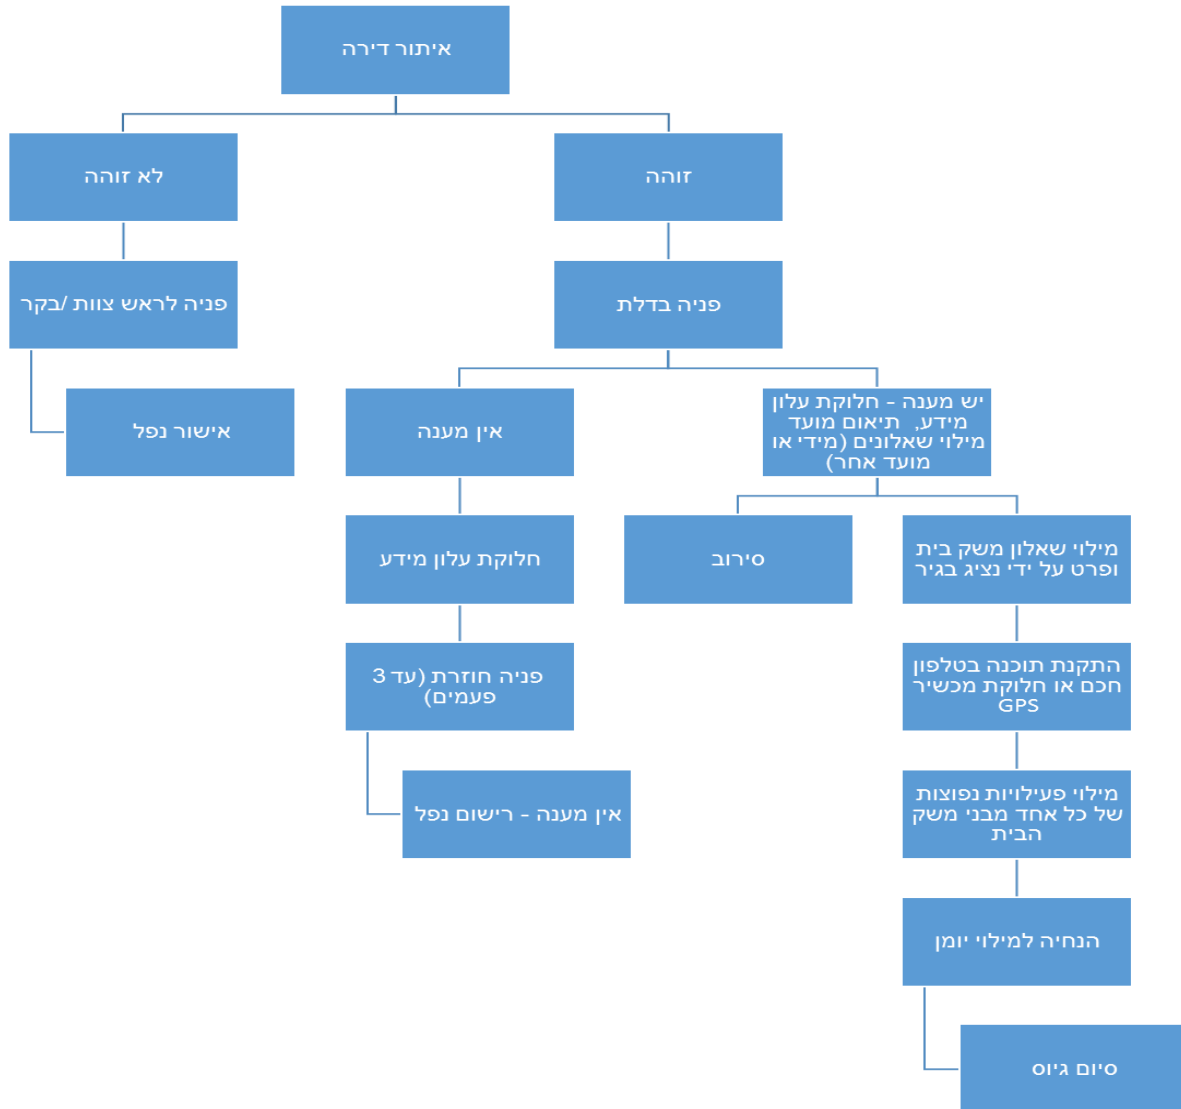 איתור דירה
זוהה
לא זוהה
פניה בדלת
פניה לראש צוות /בקר
יש מענה - חלוקת עלון
מידע, תיאום מועד
מילוי שאלונים (מידי או
מועד אחר)
אין מענה
אישור נפל
מילוי שאלון משק בית
ופרט על ידי נציג בגיר
סירוב
חלוקת עלון מידע
התקנת תוכנה בטלפון
חכם או חלוקת מכשיר
GPS
פניה חוזרת (עד 3
פעמים)
מילוי פעילויות נפוצות
של כל אחד מבני משק
הבית
אין מענה - רישום נפל
הנחיה למילוי יומן
סיום גיוס